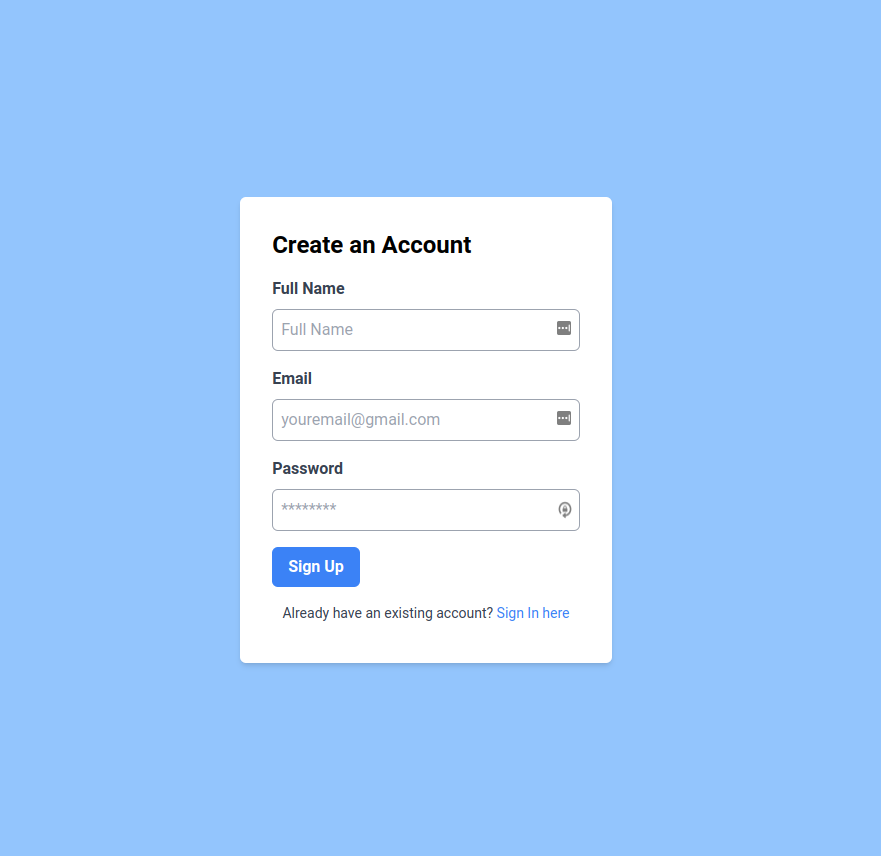 Create an Account
Full Name
Full Name
Email
youremail@gmail.com
Password
********
Sign Up
Already have an existing account? Sign In here